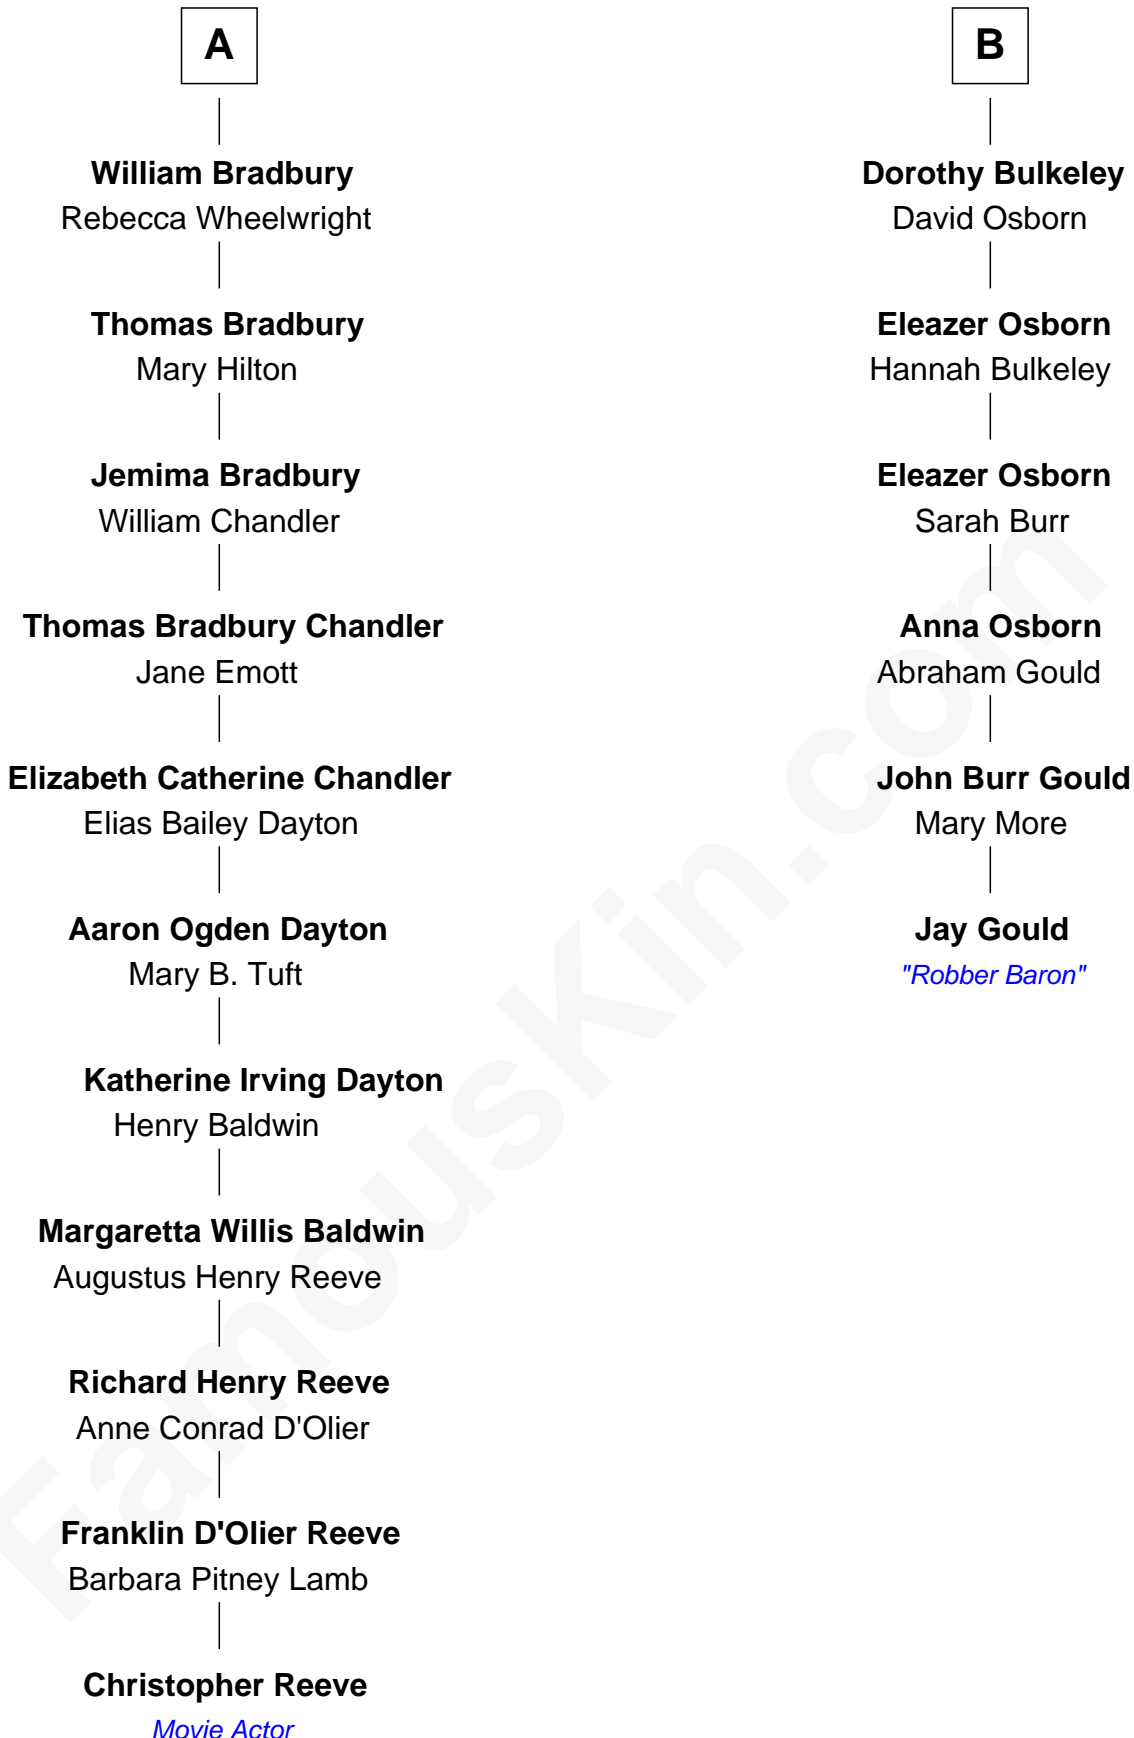 A
William Bradbury
Rebecca Wheelwright
Thomas Bradbury
Mary Hilton
Jemima Bradbury
William Chandler
Thomas Bradbury Chandler
Jane Emott
Elizabeth Catherine Chandler
Elias Bailey Dayton
Aaron Ogden Dayton
Mary B. Tuft
Katherine Irving Dayton
Henry Baldwin
Margaretta Willis Baldwin
Augustus Henry Reeve
Richard Henry Reeve
Anne Conrad D'Olier
Franklin D'Olier Reeve
Barbara Pitney Lamb
Christopher Reeve
Movie Actor
B
Dorothy Bulkeley
David Osborn
Eleazer Osborn
Hannah Bulkeley
Eleazer Osborn
Sarah Burr
Anna Osborn
Abraham Gould
John Burr Gould
Mary More
Jay Gould
"Robber Baron"
FamousKin.com